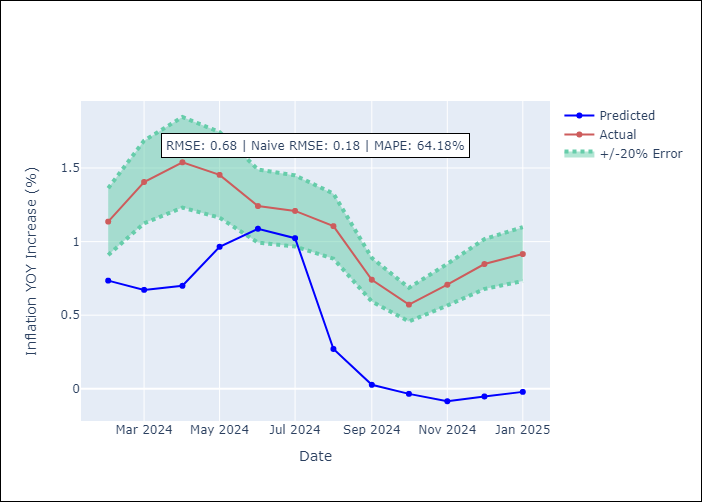 Predicted
Actual
+/-20% Error
RMSE: 0.68 | Naive RMSE: 0.18 | MAPE: 64.18%
Inflation YOY Increase (%)
1.5
1
0.5
0
Mar 2024 May 2024 Jul 2024 Sep 2024 Nov 2024 Jan 2025
Date